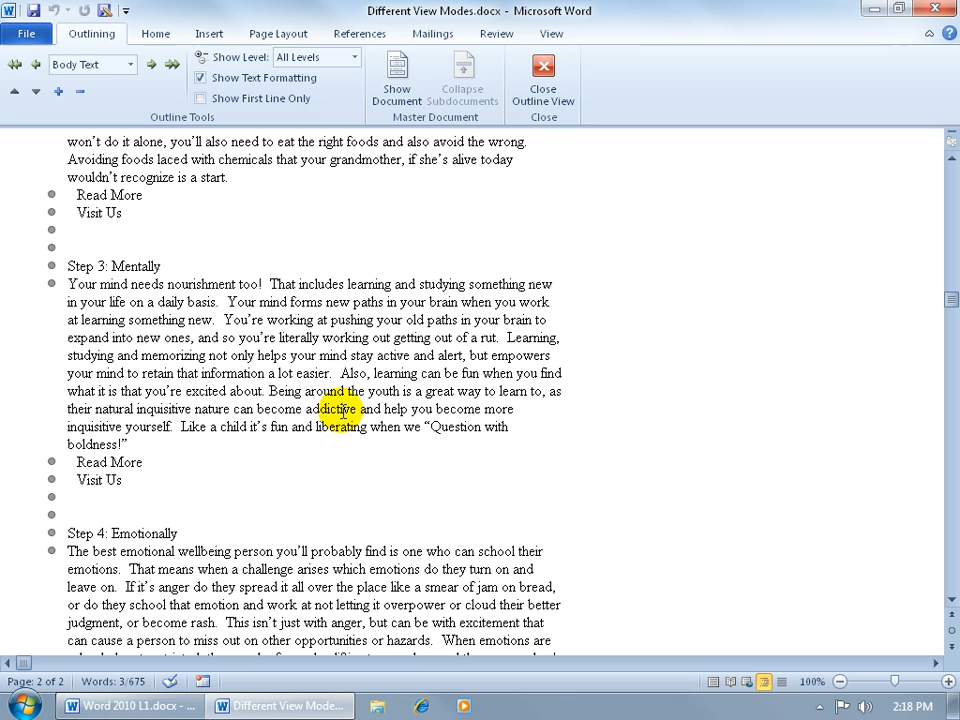 Different View Modes.docx - Microsoft Word
File Outlining Home Insert Page Layout References Mailings Review View
Body Text
Show Level: All Levels
Show Text Formatting
Show First Line Only
Outline Tools
Show Document
Collapse Subdocuments
Master Document
Close Outline View
Close
won't do it alone, you'll also need to eat the right foods and also avoid the wrong.
Avoiding foods laced with chemicals that your grandmother, if she's alive today
wouldn't recognize is a start.
Read More
Visit Us
Step 3: Mentally
Your mind needs nourishment too!  That includes learning and studying something new
in your life on a daily basis.  Your mind forms new paths in your brain when you work
at learning something new.  You're working at pushing your old paths in your brain to
expand into new ones, and so you're literally working out getting out of a rut.  Learning,
studying and memorizing not only helps your mind stay active and alert, but empowers
your mind to retain that information a lot easier.  Also, learning can be fun when you find
what it is that you're excited about. Being around the youth is a great way to learn to, as
their natural inquisitive nature can become addictive and help you become more
inquisitive yourself.  Like a child it's fun and liberating when we “Question with
boldness!”
Read More
Visit Us
Step 4: Emotionally
The best emotional wellbeing person you'll probably find is one who can school their
emotions.  That means when a challenge arises which emotions do they turn on and
leave on.  If it's anger do they spread it all over the place like a smear of jam on bread,
or do they school that emotion and work at not letting it overpower or cloud their better
judgment, or become rash.  This isn't just with anger, but can be with excitement that
can cause a person to miss out on other opportunities or hazards.  When emotions are
Page: 2 of 2 Words: 3/675 100%
Word 2010 L1.docx - ... Different View Mode... 2:18 PM